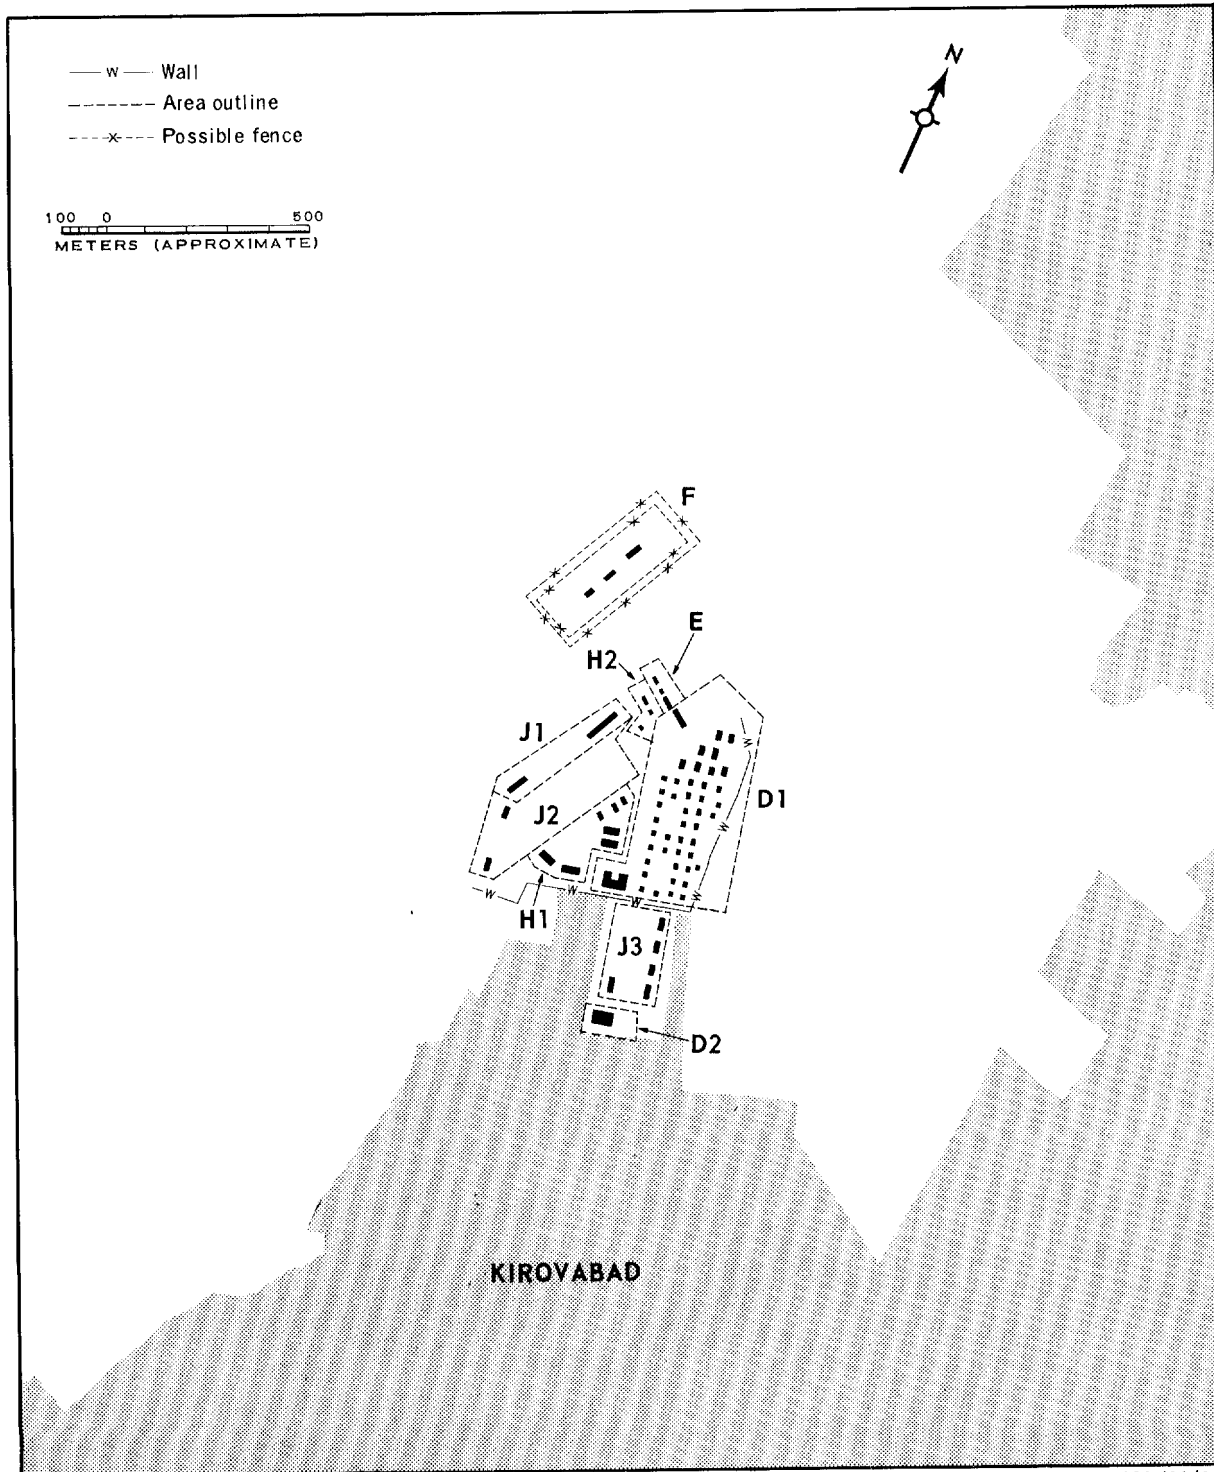 N
W Wall
Area outline
x Possible fence
100 0 500
METERS (APPROXIMATE)
F
E
H2
J1
W
D1
J2
W
W
W
W
W
H1
J3
D2
KIROVABAD